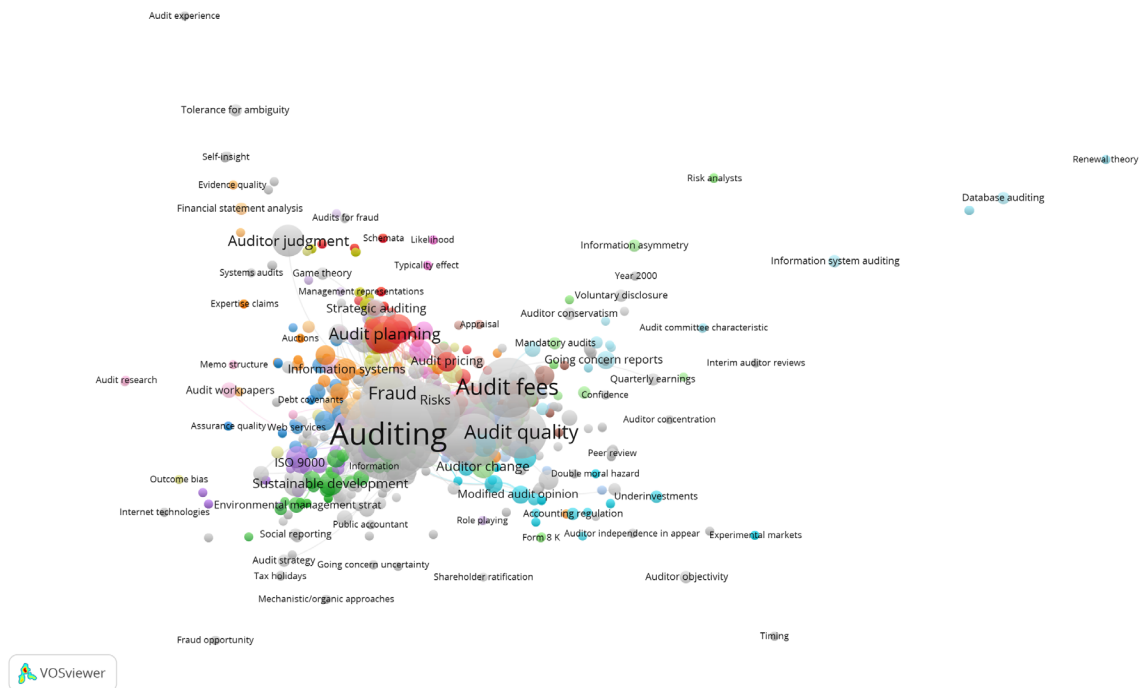 Audit experience
Tolerance for ambiguity
Self-insight
Renewal theory
Risk analysts
Evidence quality
Database auditing
Financial statement analysis
Audits for fraud
Auditor judgment
Schemata
Likelihood
Information asymmetry
Information system auditing
Typicality effect
Systems audits
Game theory
Year 2000
Management representations
Voluntary disclosure
Expertise claims
Strategic auditing
Auditor conservatism
Appraisal
Audit committee characteristic
Auctions
Audit planning
Mandatory audits
Memo structure
Information systems
Audit pricing
Going concern reports
Interim auditor reviews
Audit research
Audit workpapers
Fraud
Audit fees
Quarterly earnings
Debt covenants
Risks
Confidence
Assurance quality
Web services
Auditing
Audit quality
Auditor concentration
Peer review
ISO 9000
Information
Auditor change
Double moral hazard
Outcome bias
Sustainable development
Modified audit opinion
Underinvestments
Environmental management strat
Internet technologies
Public accountant
Role playing
Accounting regulation
Social reporting
Form 8 K
Auditor independence in appear
Experimental markets
Audit strategy
Going concern uncertainty
Tax holidays
Shareholder ratification
Auditor objectivity
Mechanistic/organic approaches
Fraud opportunity
Timing
VOSviewer